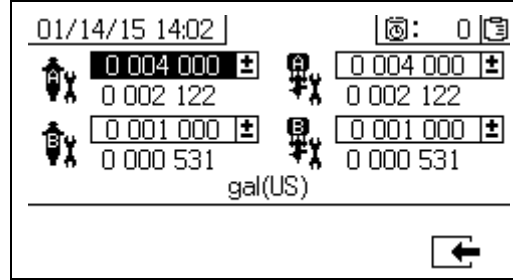 01/14/15 14:02 : 0
A 0 004 000 ± A 0 004 000 ±
0 002 122 0 002 122
B 0 001 000 ± B 0 001 000 ±
0 000 531 0 000 531
gal(US)